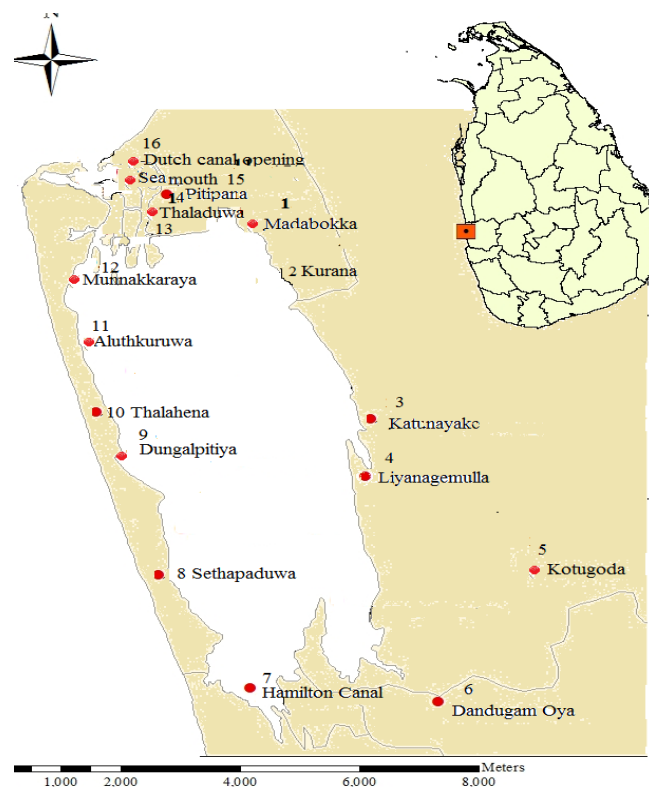 N
16
Dutch canal opening
Sea mouth 15
14 Pitipana
Thaladuwa
13
1
Madabokka
2 Kurana
12
Munnakkaraya
11
Aluthkuruwa
10 Thalahena
9
Dungalpitiya
3
Katunayake
4
Liyanagemulla
5
Kotugoda
8 Sethapaduwa
7
Hamilton Canal
6
Dandugam Oya
1,000 2,000 4,000 6,000 8,000 Meters